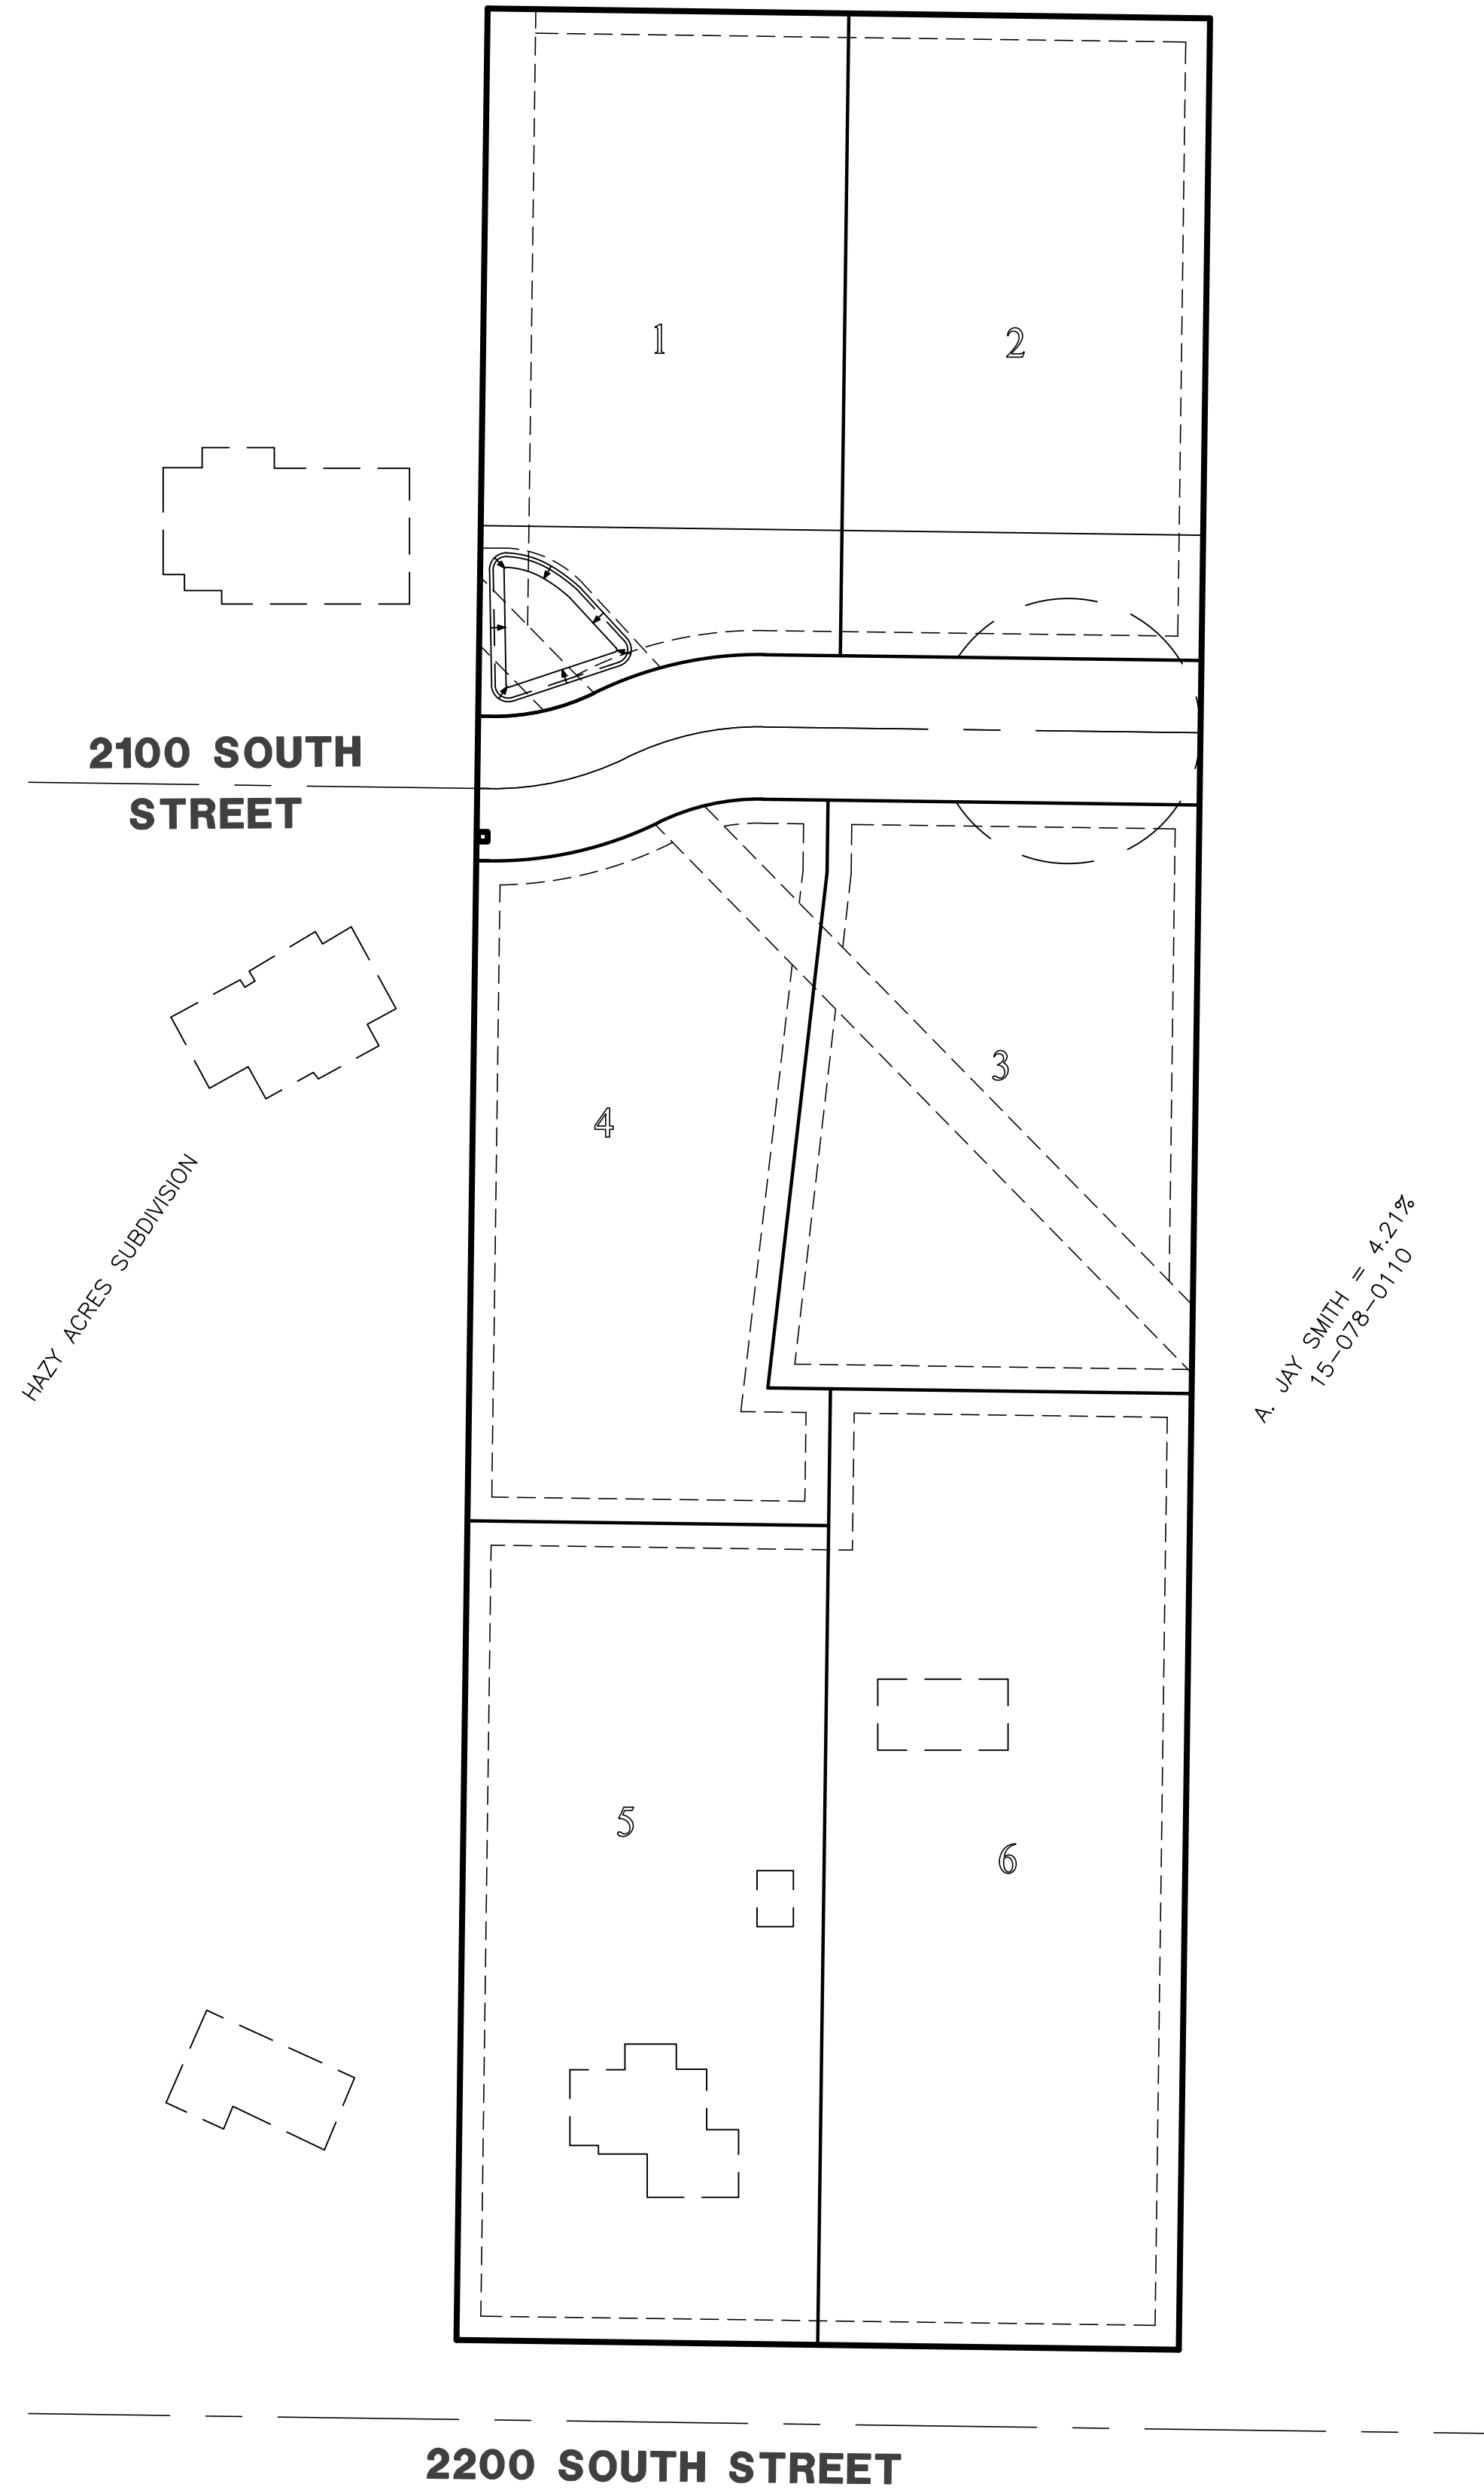 1
2
2100 SOUTH
STREET
3
4
HAZY ACRES SUBDIVISION
A. JAY SMITH = 4.21%
15-078-0110
5
6
2200 SOUTH STREET